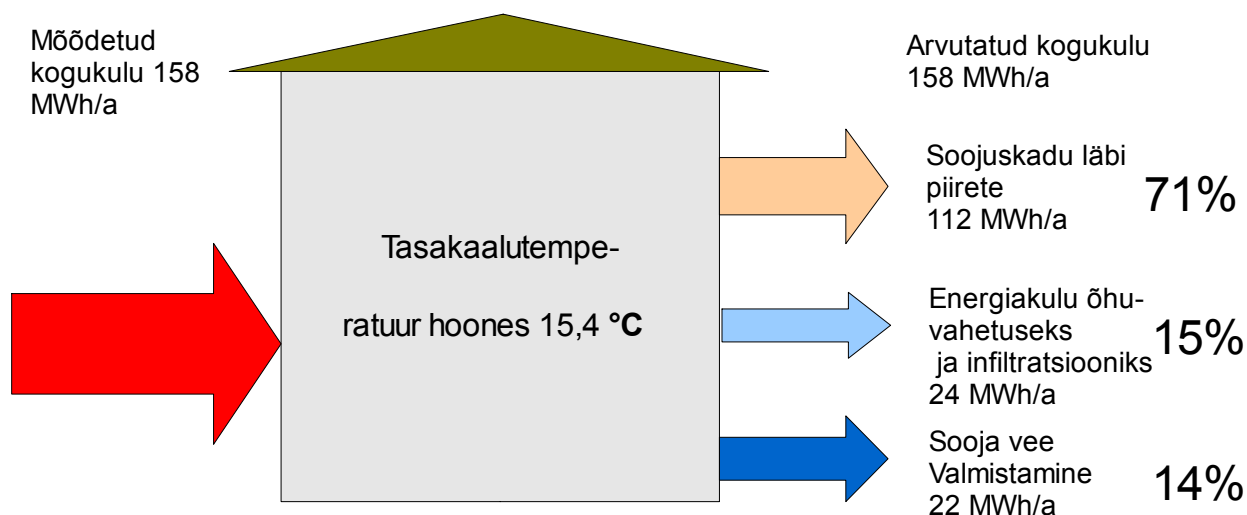 Mõõdetud
kogukulu 158
MWh/a
Tasakaalutempe-
ratuur hoones 15,4 °C
Arvutatud kogukulu
158 MWh/a
Soojuskadu läbi
piirete
112 MWh/a
71%
Energiakulu õhu-
vahetuseks
ja infiltratsiooniks
24 MWh/a
15%
Sooja vee
Valmistamine
22 MWh/a
14%